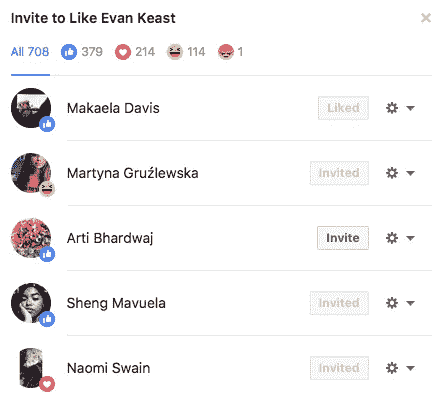 Invite to Like Evan Keast
All 708 379 214 114 1
Makaela Davis Liked
Martyna Gruźlewska Invited
Arti Bhardwaj Invite
Sheng Mavuela Invited
Naomi Swain Invited